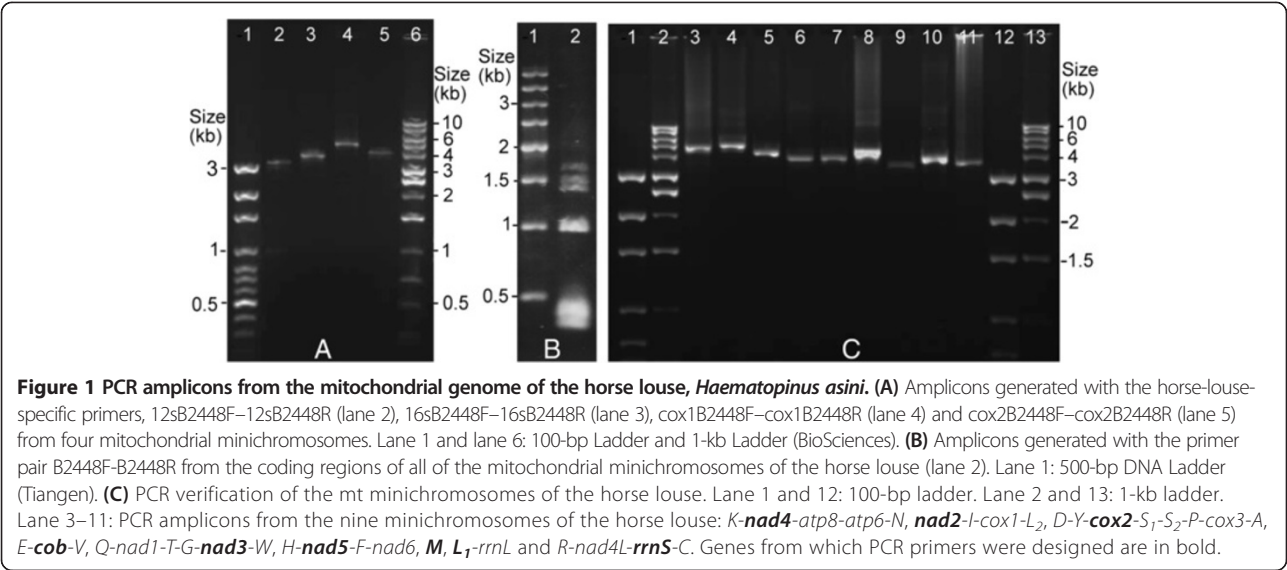 1 2 3 4 5 6
Size
(kb)
3
1
0.5
Size
(kb)
10
6
4
3
2
1
0.5
A
1 2
Size
(kb)
3
2
1.5
1
0.5
B
1 2 3 4 5 6 7 8 9 10 11 12 13
Size
(kb)
10
6
4
3
2
1.5
C
Figure 1 PCR amplicons from the mitochondrial genome of the horse louse, Haematopinus asini. (A) Amplicons generated with the horse-louse-
specific primers, 12sB2448F–12sB2448R (lane 2), 16sB2448F–16sB2448R (lane 3), cox1B2448F–cox1B2448R (lane 4) and cox2B2448F–cox2B2448R (lane 5)
from four mitochondrial minichromosomes. Lane 1 and lane 6: 100-bp Ladder and 1-kb Ladder (BioSciences). (B) Amplicons generated with the primer
pair B2448F-B2448R from the coding regions of all of the mitochondrial minichromosomes of the horse louse (lane 2). Lane 1: 500-bp DNA Ladder
(Tiangen). (C) PCR verification of the mt minichromosomes of the horse louse. Lane 1 and 12: 100-bp ladder. Lane 2 and 13: 1-kb ladder.
Lane 3–11: PCR amplicons from the nine minichromosomes of the horse louse: K-nad4-atp8-atp6-N, nad2-I-cox1-L₂, D-Y-cox2-S₁-S₂-P-cox3-A,
E-cob-V, Q-nad1-T-G-nad3-W, H-nad5-F-nad6, M, L₁-rrnL and R-nad4L-rrnS-C. Genes from which PCR primers were designed are in bold.